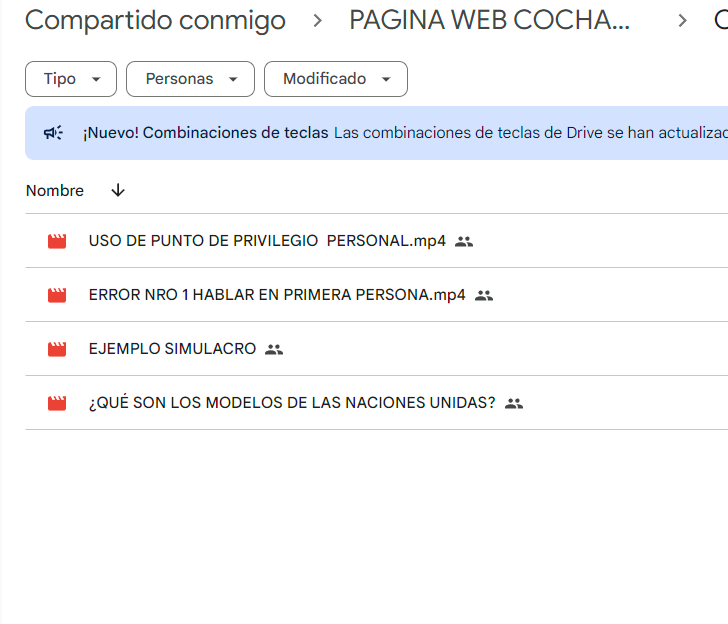 Compartido conmigo > PAGINA WEB COCHA... >
Tipo Personas Modificado
¡Nuevo! Combinaciones de teclas Las combinaciones de teclas de Drive se han
Nombre
USO DE PUNTO DE PRIVILEGIO PERSONAL.mp4
ERROR NRO 1 HABLAR EN PRIMERA PERSONA.mp4
EJEMPLO SIMULACRO
¿QUÉ SON LOS MODELOS DE LAS NACIONES UNIDAS?